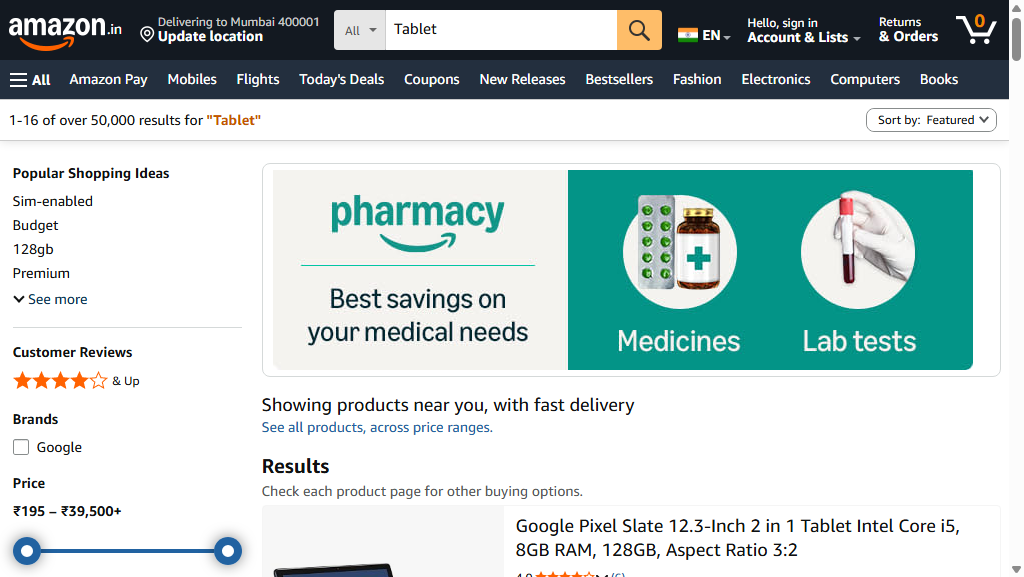 amazon.in
Delivering to Mumbai 400001
Update location
All
Tablet
EN
Hello, sign in
Account & Lists
Returns
& Orders
0
All
Amazon Pay
Mobiles
Flights
Today's Deals
Coupons
New Releases
Bestsellers
Fashion
Electronics
Computers
Books
1-16 of over 50,000 results for "Tablet"
Sort by: Featured
Popular Shopping Ideas
Sim-enabled
Budget
128gb
Premium
See more
Customer Reviews
& Up
Brands
Google
Price
₹195 – ₹39,500+
pharmacy
Best savings on
your medical needs
Medicines
Lab tests
Showing products near you, with fast delivery
See all products, across price ranges.
Results
Check each product page for other buying options.
Google Pixel Slate 12.3-Inch 2 in 1 Tablet Intel Core i5,
8GB RAM, 128GB, Aspect Ratio 3:2